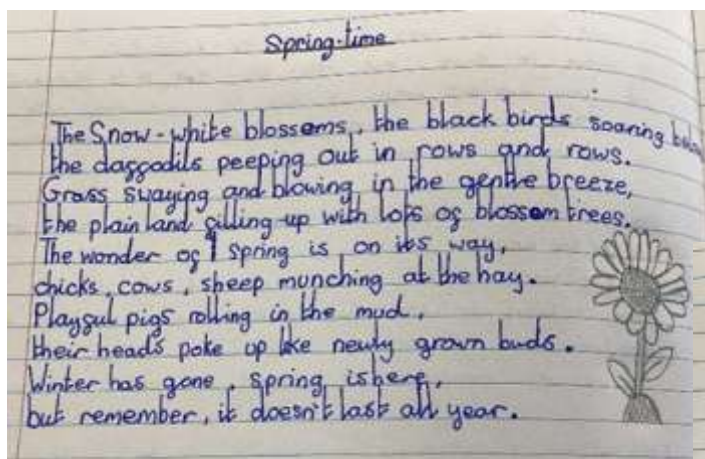 Spring-time
The Snow-white blossoms, the black birds soaring below
the daffodils peeping out in rows and rows.
Grass swaying and blowing in the gentle breeze,
the plain land filling up with lots of blossom trees.
The wonder of spring is on its way,
chicks, cows, sheep munching at the hay.
Playful pigs rolling in the mud,
their heads poke up like newly grown buds.
Winter has gone, spring is here,
but remember, it doesn't last all year.